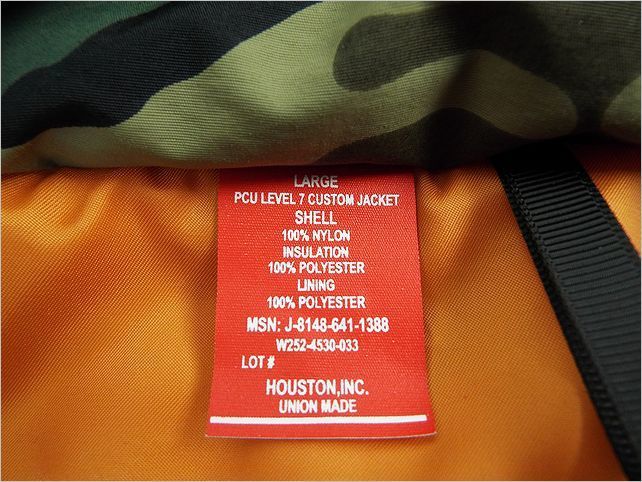 LARGE
PCU LEVEL 7 CUSTOM JACKET
SHELL
100% NYLON
INSULATION
100% POLYESTER
LINING
100% POLYESTER
MSN: J-8148-641-1388
W252-4530-033
LOT #
HOUSTON,INC.
UNION MADE